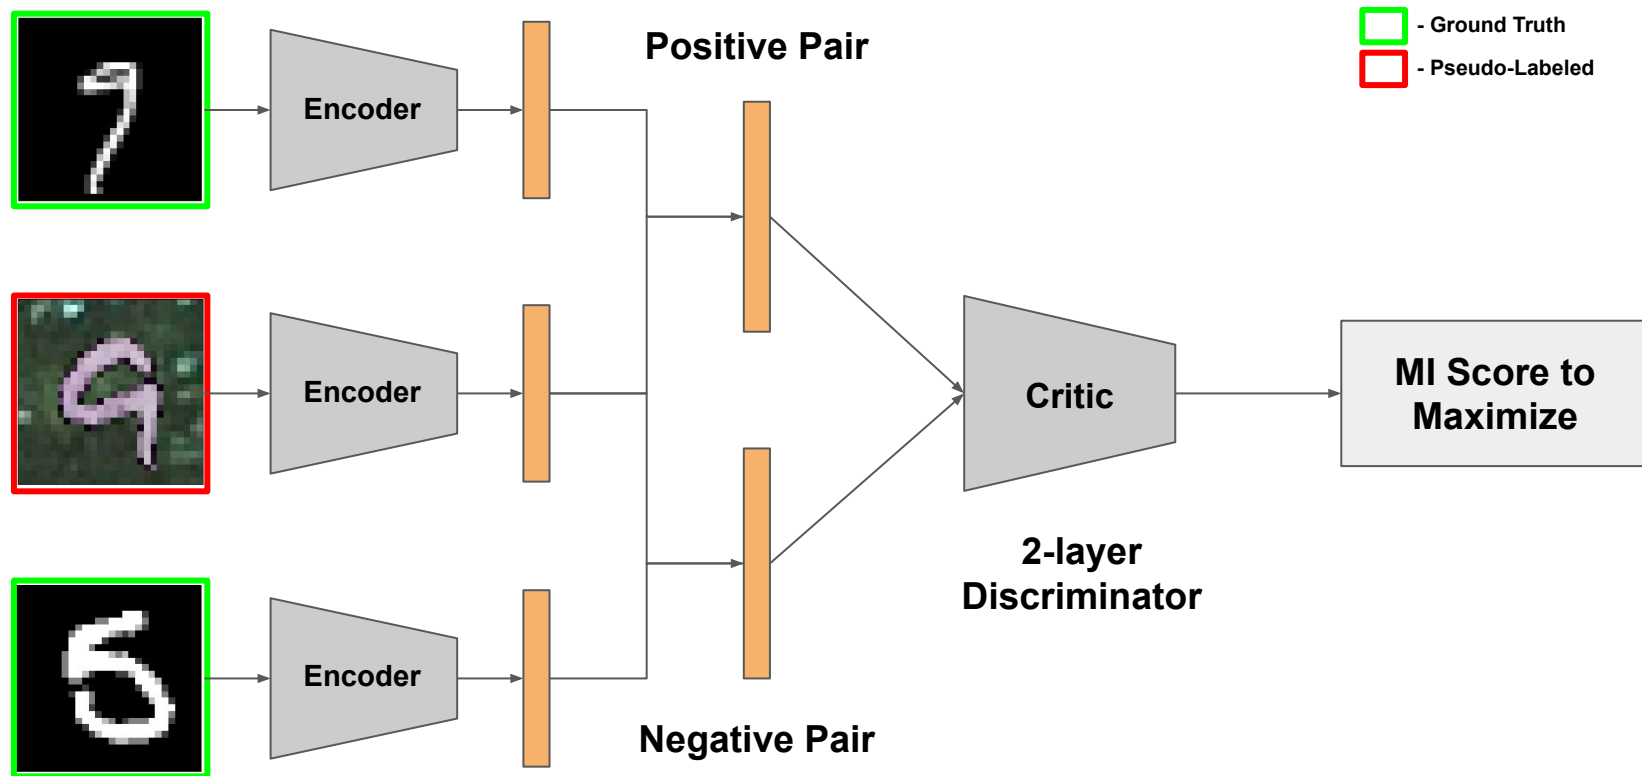 Positive Pair
- Ground Truth
- Pseudo-Labeled
Encoder
Encoder
Encoder
Critic
MI Score to
Maximize
2-layer
Discriminator
Negative Pair